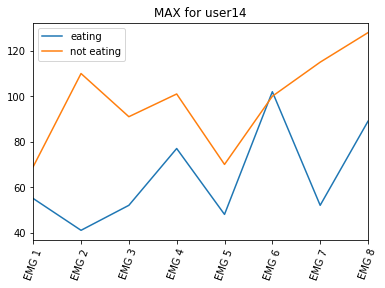 MAX for user14
eating
not eating
120
100
80
60
40
EMG 1
EMG 2
EMG 3
EMG 4
EMG 5
EMG 6
EMG 7
EMG 8